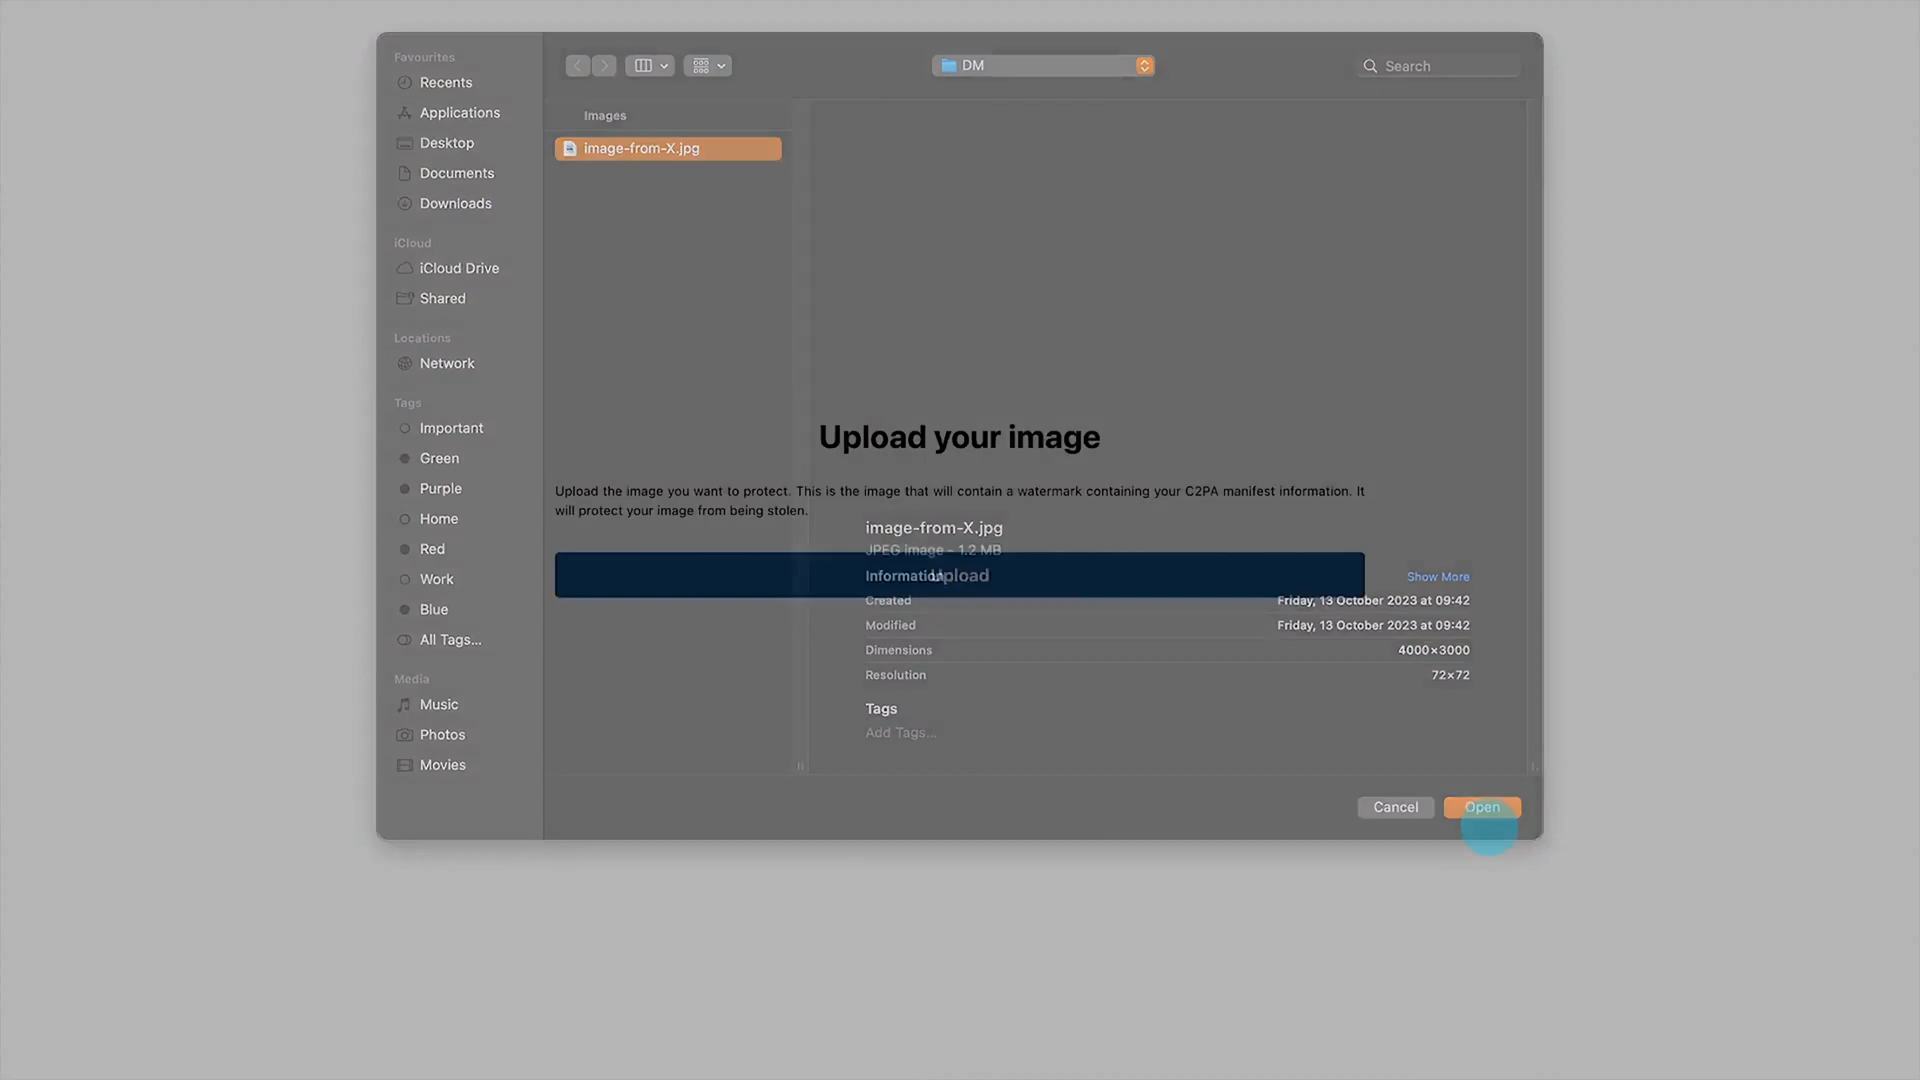 Favourites
Recents
Applications
Desktop
Documents
Downloads
iCloud
iCloud Drive
Shared
Locations
Network
Tags
Important
Green
Purple
Home
Red
Work
Blue
All Tags...
Media
Music
Photos
Movies
DM
Search
Images
image-from-X.jpg
Upload your image
Upload the image you want to protect. This is the image that will contain a watermark containing your C2PA manifest information. It
will protect your image from being stolen.
image-from-X.jpg
JPEG image - 1.2 MB
Information
Upload
Show More
Created Friday, 13 October 2023 at 09:42
Modified Friday, 13 October 2023 at 09:42
Dimensions 4000×3000
Resolution 72×72
Tags
Add Tags...
Cancel
Open